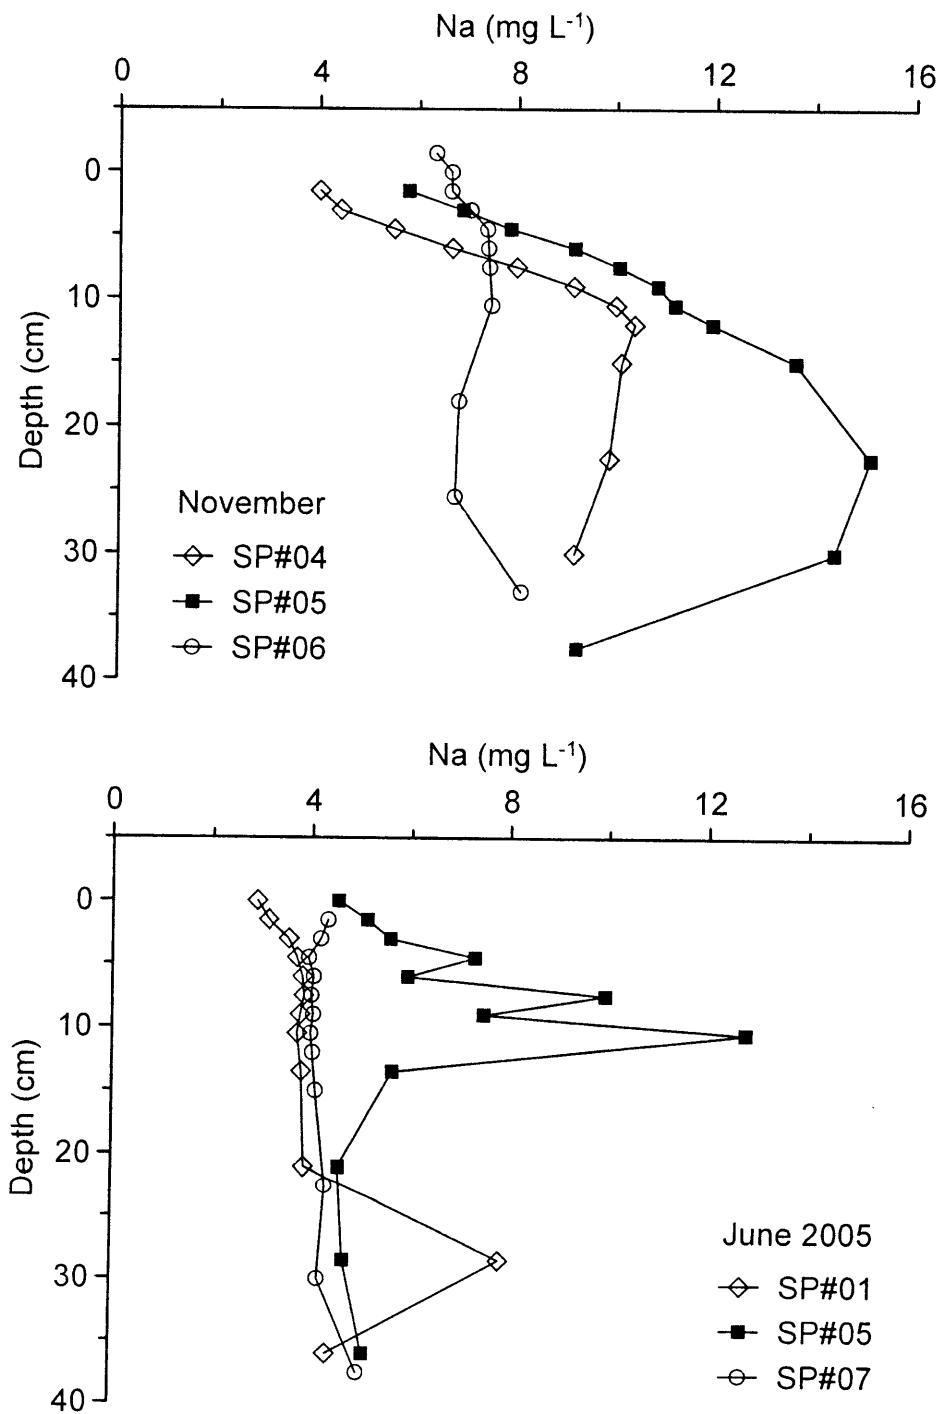 Na (mg L⁻¹)
0 4 8 12 16
0
10
20
30
40
Depth (cm)
November
SP#04
SP#05
SP#06
Na (mg L⁻¹)
0 4 8 12 16
0
10
20
30
40
Depth (cm)
June 2005
SP#01
SP#05
SP#07